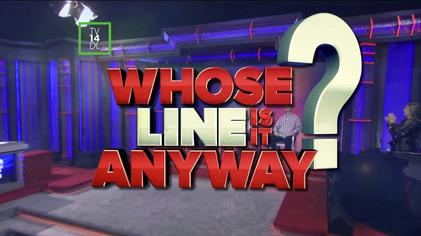 TV
14
DL
WHOSE
LINE IS IT
ANYWAY
?